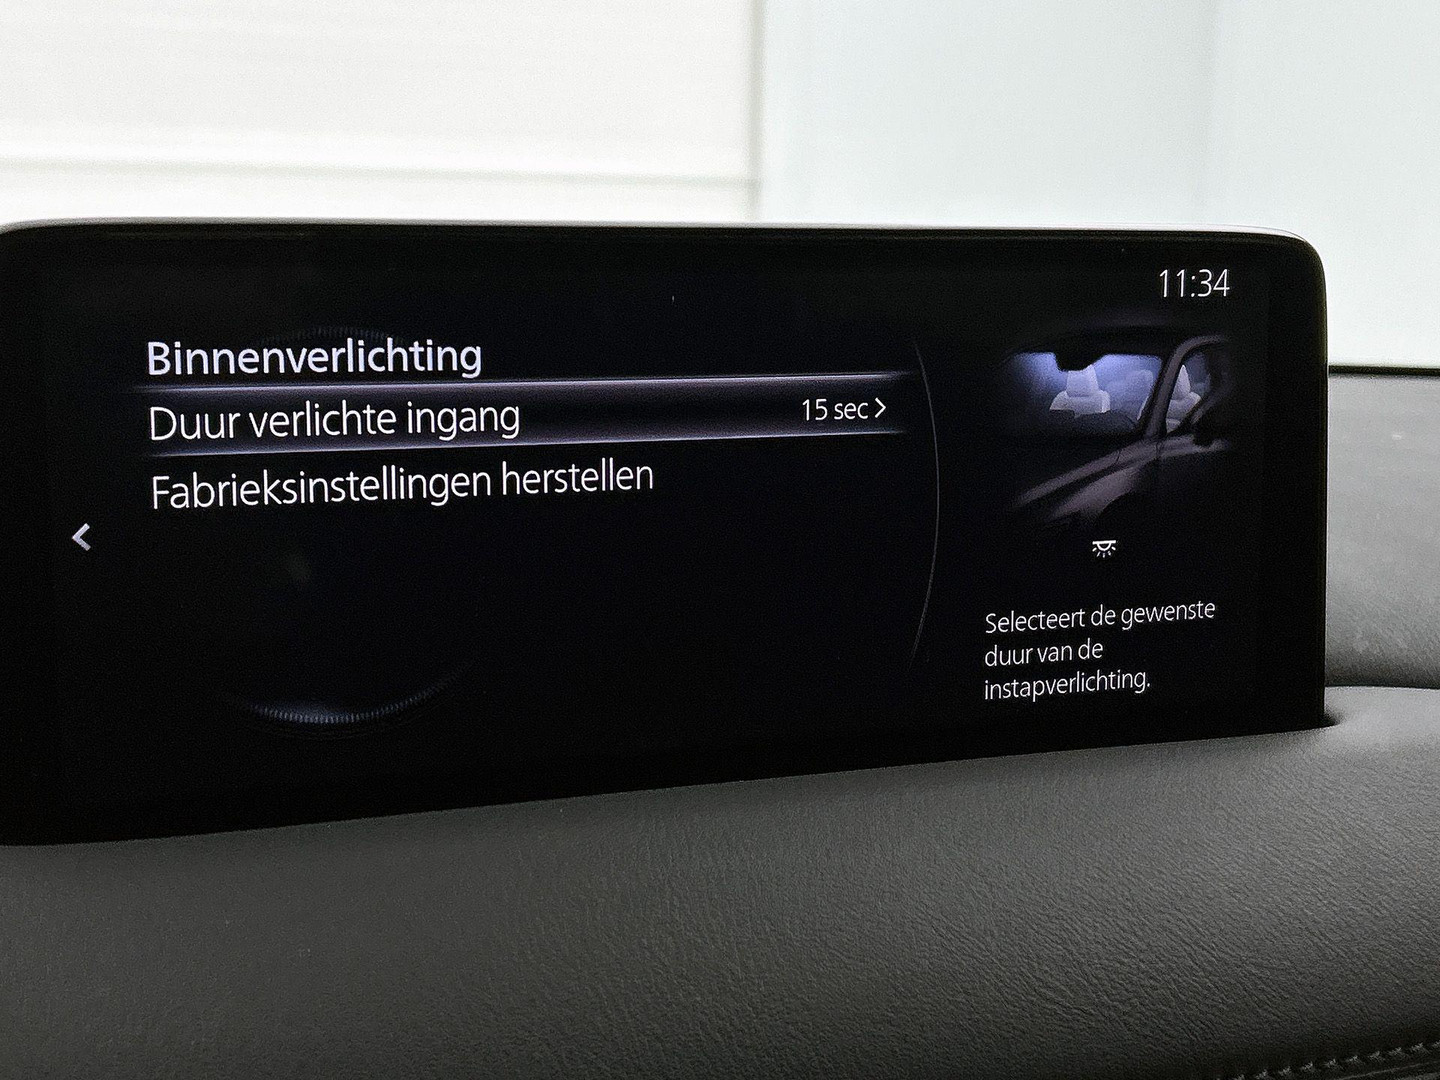 11:34
Binnenverlichting
Duur verlichte ingang 15 sec
Fabrieksinstellingen herstellen
Selecteert de gewenste
duur van de
instapverlichting.